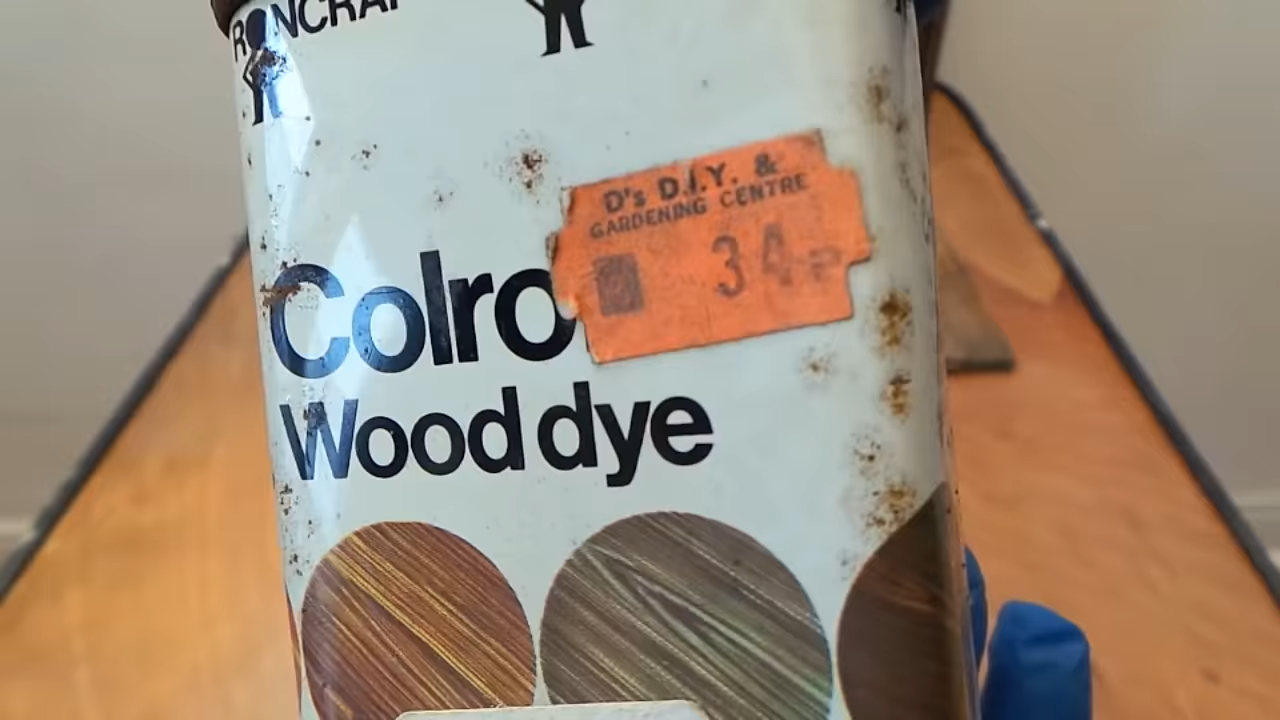 RONCRAF
D's D.I.Y. &
GARDENING CENTRE
34P
Colro
Wood dye